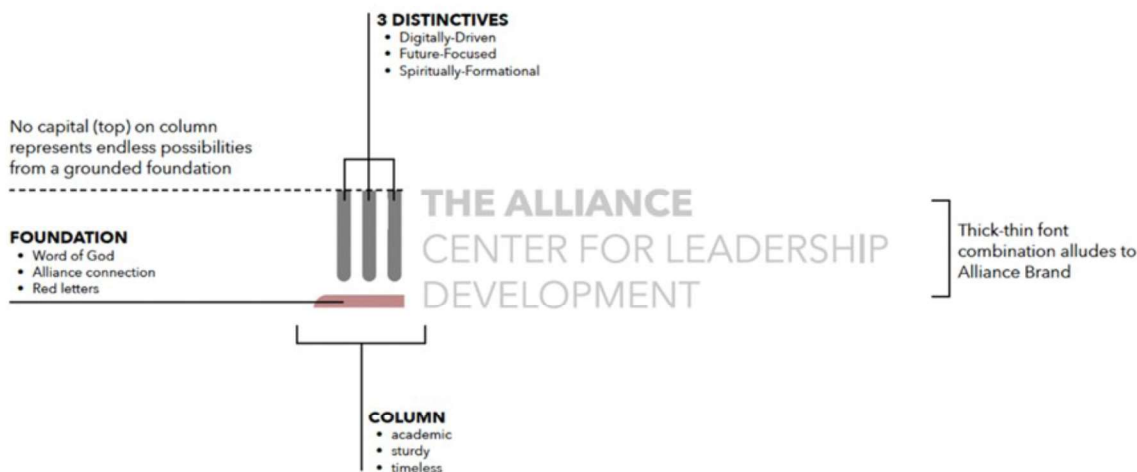 3 DISTINCTIVES
• Digitally-Driven
• Future-Focused
• Spiritually-Formational
No capital (top) on column
represents endless possibilities
from a grounded foundation
FOUNDATION
• Word of God
• Alliance connection
• Red letters
THE ALLIANCE
CENTER FOR LEADERSHIP
DEVELOPMENT
Thick-thin font
combination alludes to
Alliance Brand
COLUMN
• academic
• sturdy
• timeless